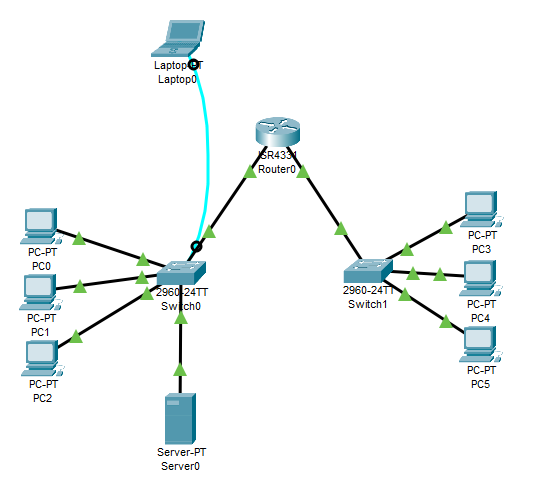 Laptop-PT
Laptop0
ISR4331
Router0
PC-PT
PC0
PC-PT
PC1
PC-PT
PC2
2960-24TT
Switch0
Server-PT
Server0
2960-24TT
Switch1
PC-PT
PC3
PC-PT
PC4
PC-PT
PC5